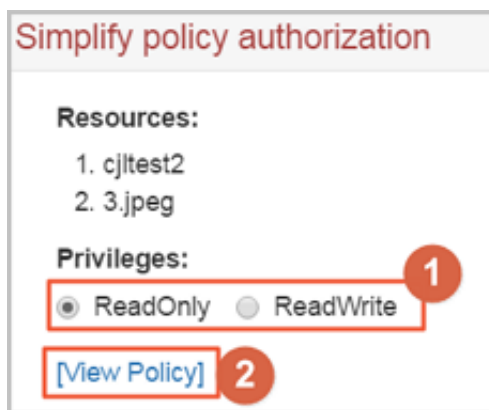 Simplify policy authorization
Resources:
1. cjltest2
2. 3.jpeg
Privileges:
1
ReadOnly ReadWrite
[View Policy] 2